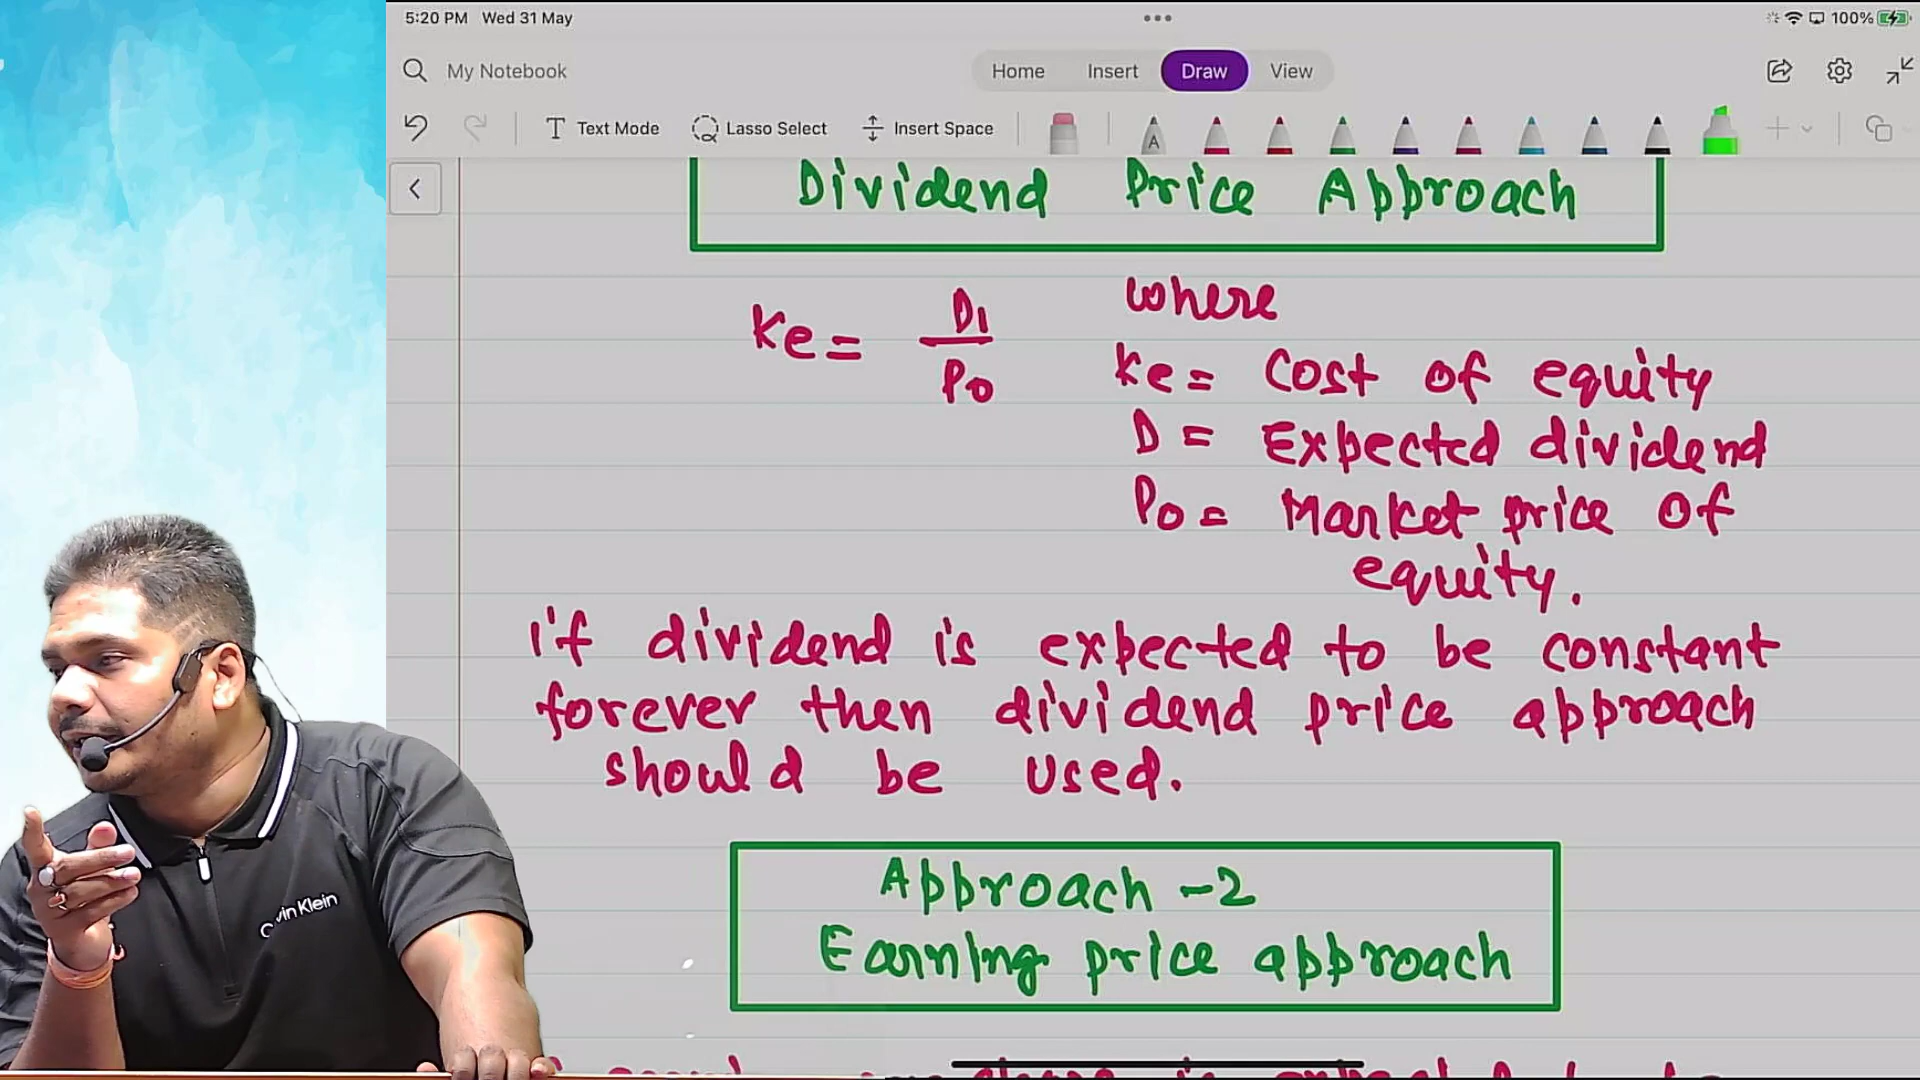 5:20 PM Wed 31 May
100%
My Notebook
Home Insert Draw View
Text Mode Lasso Select Insert Space
A
Dividend Price Approach
Ke = D1 / P0
where
Ke = Cost of equity
D = Expected dividend
P0 = Market price of
equity.
if dividend is expected to be constant
forever then dividend price approach
should be used.
Approach -2
Earning price approach
vin Klein